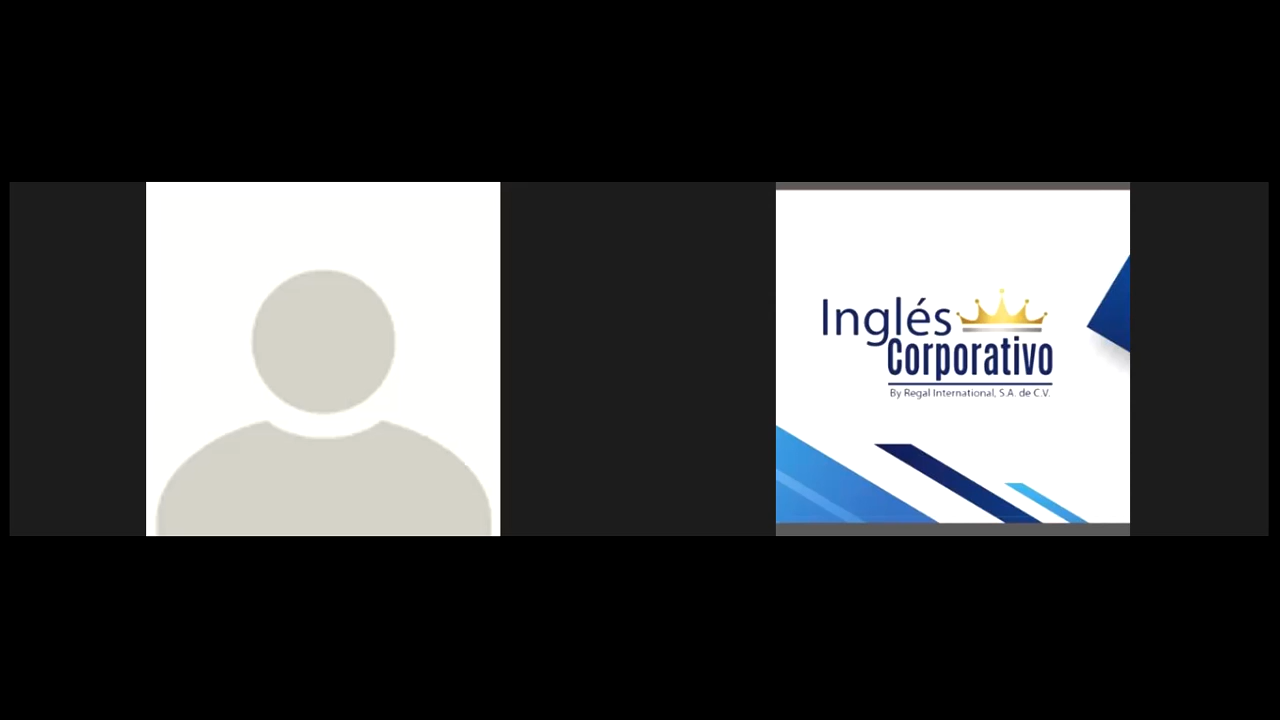 Inglés
Corporativo
By Regal International, S.A. de C.V.